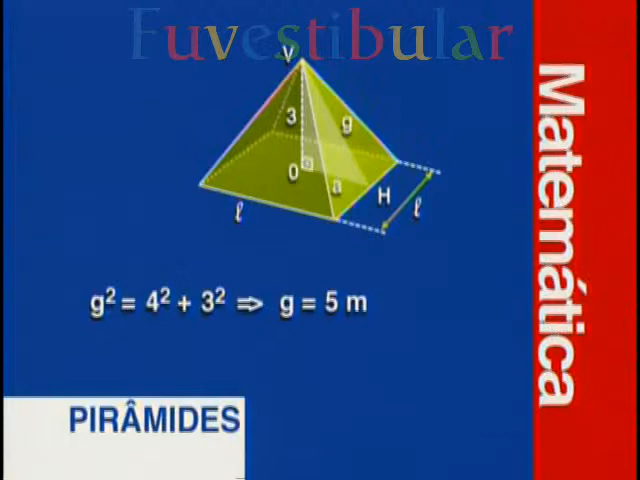 Fuvestibular
V
3
g
0
a
H
ℓ
ℓ
g² = 4² + 3² ⇒ g = 5 m
PIRÂMIDES
Matemática